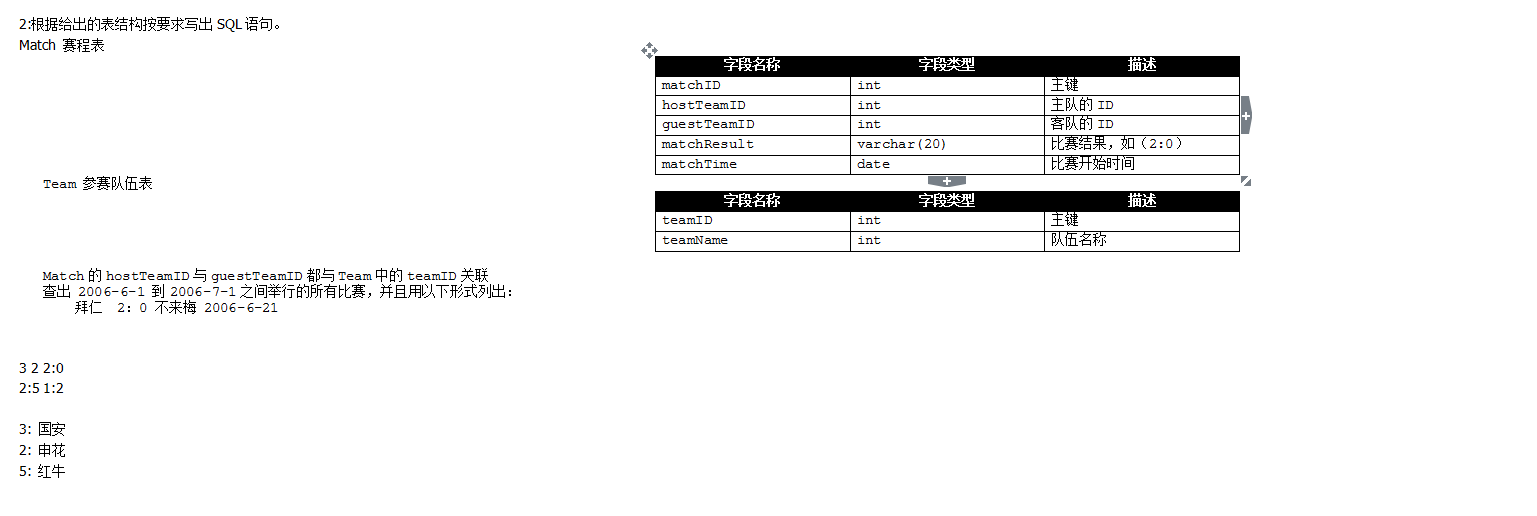 2:根据给出的表结构按要求写出 SQL 语句。
Match 赛程表
字段名称 字段类型 描述
matchID int 主键
hostTeamID int 主队的 ID
guestTeamID int 客队的 ID
matchResult varchar(20) 比赛结果，如（2:0）
matchTime date 比赛开始时间
Team 参赛队伍表
字段名称 字段类型 描述
teamID int 主键
teamName int 队伍名称
Match 的 hostTeamID 与 guestTeamID 都与 Team 中的 teamID 关联
查出 2006-6-1 到 2006-7-1 之间举行的所有比赛，并且用以下形式列出：
拜仁 2：0 不来梅 2006-6-21
3 2 2:0
2:5 1:2
3: 国安
2: 申花
5: 红牛